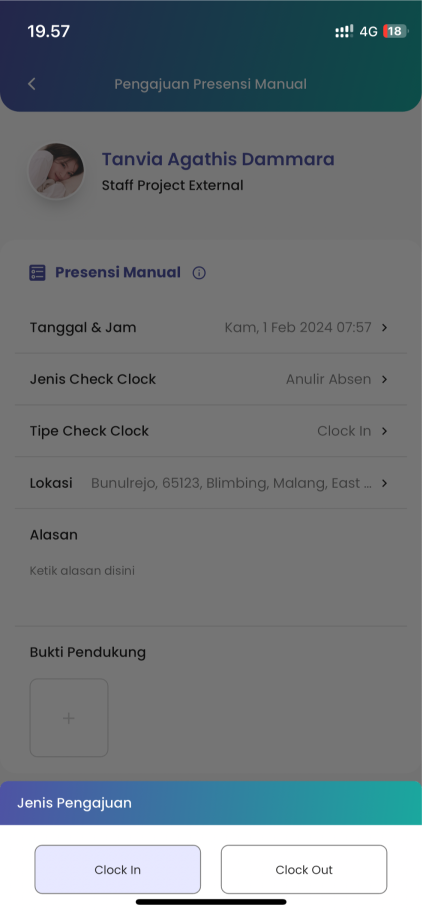 19.57
4G 18
Pengajuan Presensi Manual
Tanvia Agathis Dammara
Staff Project External
Presensi Manual
Tanggal & Jam Kam, 1 Feb 2024 07:57
Jenis Check Clock Anulir Absen
Tipe Check Clock Clock In
Lokasi Bunulrejo, 65123, Blimbing, Malang, East ...
Alasan
Ketik alasan disini
Bukti Pendukung
Jenis Pengajuan
Clock In Clock Out